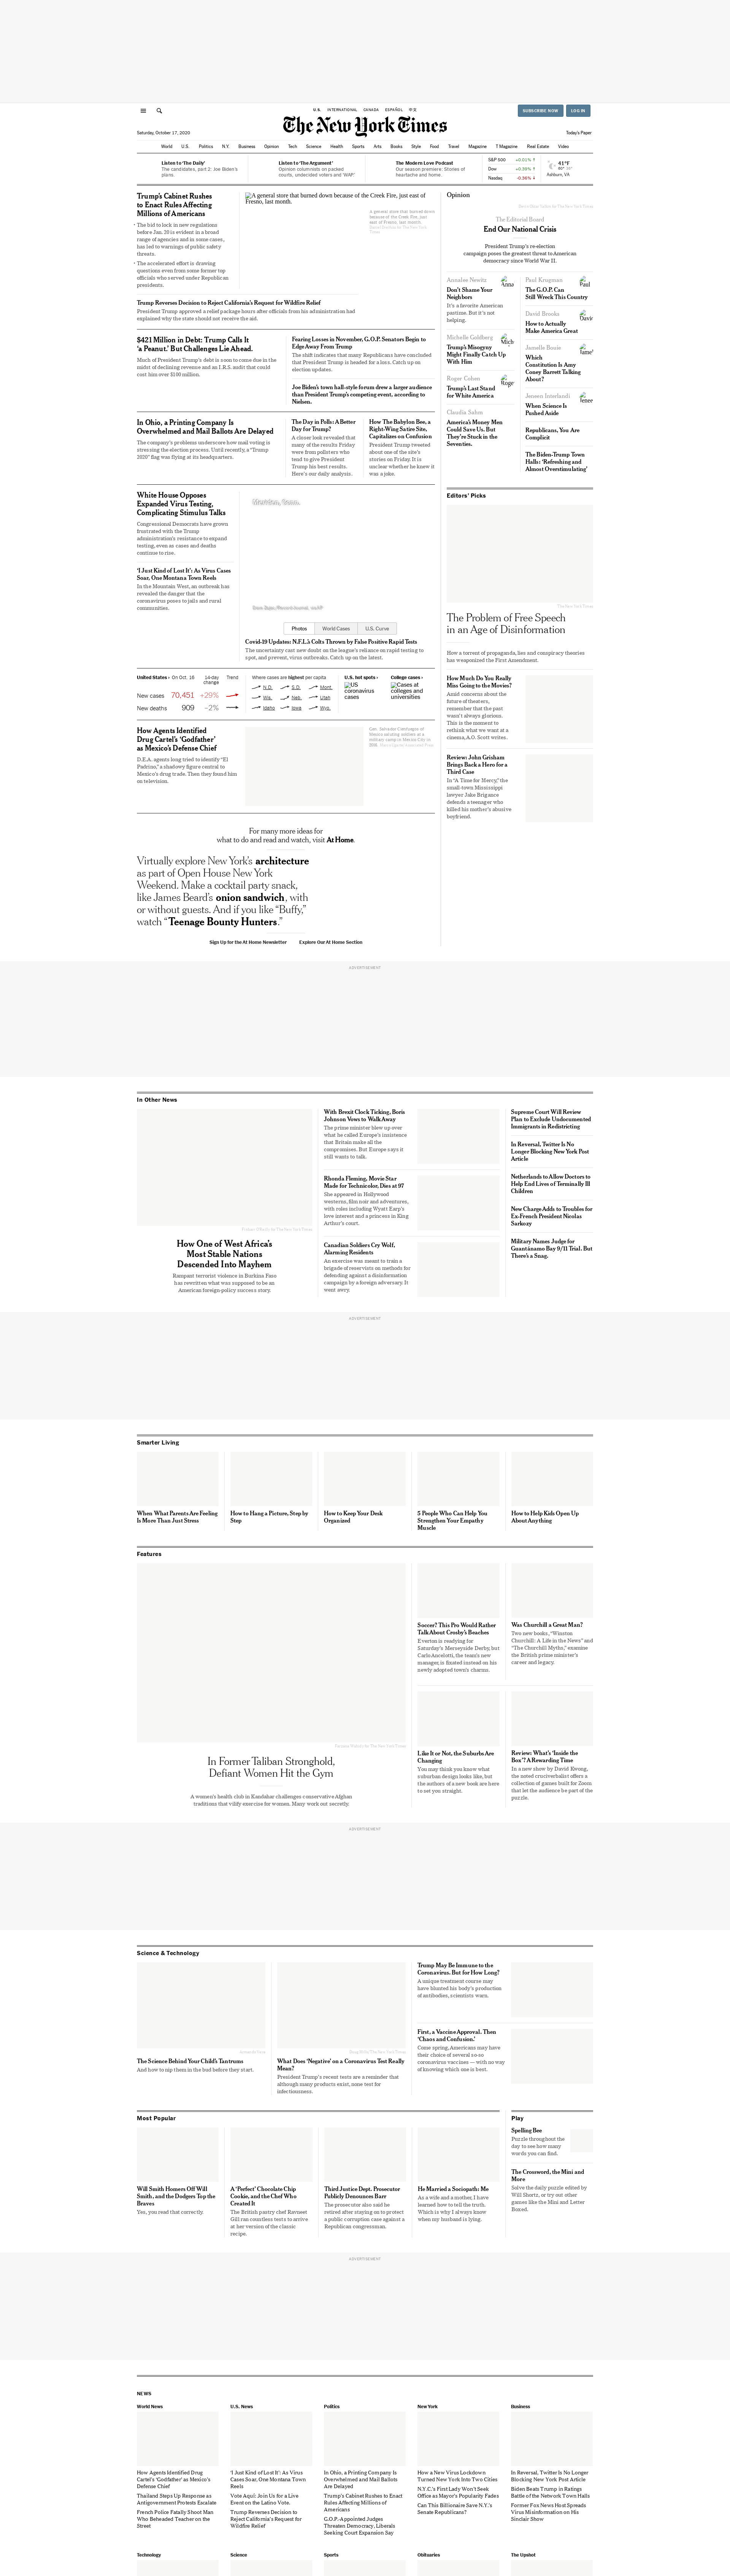 U.S. INTERNATIONAL CANADA ESPAÑOL 中文
SUBSCRIBE NOW LOG IN
The New York Times
Saturday, October 17, 2020
Today's Paper
World U.S. Politics N.Y. Business Opinion Tech Science Health Sports Arts Books Style Food Travel Magazine T Magazine Real Estate Video
Listen to 'The Daily'
The candidates, part 2: Joe Biden's
plans.
Listen to 'The Argument'
Opinion columnists on packed
courts, undecided voters and 'WAP.'
The Modern Love Podcast
Our season premiere: Stories of
heartache and home.
S&P 500 +0.01% ↑
Dow +0.39% ↑
Nasdaq -0.36% ↓
41°F
Ashburn, VA
Trump's Cabinet Rushes
to Enact Rules Affecting
Millions of Americans
• The bid to lock in new regulations
before Jan. 20 is evident in a broad
range of agencies and in some cases,
has led to warnings of public safety
threats.
• The accelerated effort is drawing
questions even from some former top
officials who served under Republican
presidents.
A general store that burned down because of the Creek Fire, just east of
Fresno, last month.
A general store that burned down
because of the Creek Fire, just
east of Fresno, last month.
Trump Reverses Decision to Reject California's Request for Wildfire Relief
President Trump approved a relief package hours after officials from his administration had
explained why the state should not receive the aid.
$421 Million in Debt: Trump Calls It
'a Peanut.' But Challenges Lie Ahead.
Much of President Trump's debt is soon to come due in the
midst of declining revenue and an I.R.S. audit that could
cost him over $100 million.
Fearing Losses in November, G.O.P. Senators Begin to
Edge Away From Trump
The shift indicates that many Republicans have concluded
that President Trump is headed for a loss. Catch up on
election updates.
Joe Biden's town hall-style forum drew a larger audience
than President Trump's competing event, according to
Nielsen.
In Ohio, a Printing Company Is
Overwhelmed and Mail Ballots Are Delayed
The company's problems underscore how mail voting is
stressing the election process. Until recently, a "Trump
2020" flag was flying at its headquarters.
The Day in Polls: A Better
Day for Trump?
A closer look revealed that
many of the results Friday
were from pollsters who
tend to give President
Trump his best results.
Here's our daily analysis.
How The Babylon Bee, a
Right-Wing Satire Site,
Capitalizes on Confusion
President Trump tweeted
about one of the site's
stories on Friday. It is
unclear whether he knew it
was a joke.
White House Opposes
Expanded Virus Testing,
Complicating Stimulus Talks
Congressional Democrats have grown
frustrated with the Trump
administration's resistance to expand
testing, even as cases and deaths
continue to rise.
'I Just Kind of Lost It': As Virus Cases
Soar, One Montana Town Reels
In the Mountain West, an outbreak has
revealed the danger that the
coronavirus poses to jails and rural
communities.
Meriden, Conn.
Photos World Cases U.S. Curve
Covid-19 Updates: N.F.L.'s Colts Thrown by False Positive Rapid Tests
The uncertainty cast new doubt on the league's reliance on rapid testing to
spot, and prevent, virus outbreaks. Catch up on the latest.
United States › On Oct. 16 14-day
change Trend
New cases 70,451 +29%
New deaths 909 −2%
Where cases are highest per capita
N.D. S.D. Mont.
Wis. Neb. Utah
Idaho Iowa Wyo.
U.S. hot spots ›
US
coronavirus
cases
College cases ›
Cases at
colleges and
universities
How Agents Identified
Drug Cartel's 'Godfather'
as Mexico's Defense Chief
D.E.A. agents long tried to identify "El
Padrino," a shadowy figure central to
Mexico's drug trade. Then they found him
on television.
Gen. Salvador Cienfuegos of
Mexico saluting soldiers at a
military camp in Mexico City in
2016.
For many more ideas for
what to do and read and watch, visit At Home.
Virtually explore New York's architecture
as part of Open House New York
Weekend. Make a cocktail party snack,
like James Beard's onion sandwich, with
or without guests. And if you like "Buffy,"
watch "Teenage Bounty Hunters."
Sign Up for the At Home Newsletter Explore Our At Home Section
Opinion
The Editorial Board
End Our National Crisis
President Trump's re-election
campaign poses the greatest threat to American
democracy since World War II.
Annalee Newitz
Don't Shame Your
Neighbors
It's a favorite American
pastime. But it's not
helping.
Michelle Goldberg
Trump's Misogyny
Might Finally Catch Up
With Him
Roger Cohen
Trump's Last Stand
for White America
Claudia Sahm
America's Money Men
Could Save Us. But
They're Stuck in the
Seventies.
Paul Krugman
The G.O.P. Can
Still Wreck This Country
David Brooks
How to Actually
Make America Great
Jamelle Bouie
Which
Constitution Is Amy
Coney Barrett Talking
About?
Jeneen Interlandi
When Science Is
Pushed Aside
Republicans, You Are
Complicit
The Biden-Trump Town
Halls: 'Refreshing and
Almost Overstimulating'
Editors' Picks
The New York Times
The Problem of Free Speech
in an Age of Disinformation
How a torrent of propaganda, lies and conspiracy theories
has weaponized the First Amendment.
How Much Do You Really
Miss Going to the Movies?
Amid concerns about the
future of theaters,
remember that the past
wasn't always glorious.
This is the moment to
rethink what we want at a
cinema, A.O. Scott writes.
Review: John Grisham
Brings Back a Hero for a
Third Case
In "A Time for Mercy," the
small-town Mississippi
lawyer Jake Brigance
defends a teenager who
killed his mother's abusive
boyfriend.
ADVERTISEMENT
In Other News
How One of West Africa's
Most Stable Nations
Descended Into Mayhem
Rampant terrorist violence in Burkina Faso
has rewritten what was supposed to be an
American foreign-policy success story.
With Brexit Clock Ticking, Boris
Johnson Vows to Walk Away
The prime minister blew up over
what he called Europe's insistence
that Britain make all the
compromises. But Europe says it
still wants to talk.
Rhonda Fleming, Movie Star
Made for Technicolor, Dies at 97
She appeared in Hollywood
westerns, film noir and adventures,
with roles including Wyatt Earp's
love interest and a princess in King
Arthur's court.
Canadian Soldiers Cry Wolf,
Alarming Residents
An exercise was meant to train a
brigade of reservists on methods for
defending against a disinformation
campaign by a foreign adversary. It
went awry.
Supreme Court Will Review
Plan to Exclude Undocumented
Immigrants in Redistricting
In Reversal, Twitter Is No
Longer Blocking New York Post
Article
Netherlands to Allow Doctors to
Help End Lives of Terminally Ill
Children
New Charge Adds to Troubles for
Ex-French President Nicolas
Sarkozy
Military Names Judge for
Guantánamo Bay 9/11 Trial. But
There's a Snag.
ADVERTISEMENT
Smarter Living
When What Parents Are Feeling
Is More Than Just Stress
How to Hang a Picture, Step by
Step
How to Keep Your Desk
Organized
5 People Who Can Help You
Strengthen Your Empathy
Muscle
How to Help Kids Open Up
About Anything
Features
In Former Taliban Stronghold,
Defiant Women Hit the Gym
A women's health club in Kandahar challenges conservative Afghan
traditions that vilify exercise for women. Many work out secretly.
Soccer? This Pro Would Rather
Talk About Crosby's Beaches
Everton is readying for
Saturday's Merseyside Derby, but
Carlo Ancelotti, the team's new
manager, is fixated instead on his
newly adopted town's charms.
Was Churchill a Great Man?
Two new books, "Winston
Churchill: A Life in the News" and
"The Churchill Myths," examine
the British prime minister's
career and legacy.
Like It or Not, the Suburbs Are
Changing
You may think you know what
suburban design looks like, but
the authors of a new book are here
to set you straight.
Review: What's 'Inside the
Box'? A Rewarding Time
In a new show by David Kwong,
the noted cruciverbalist offers a
collection of games built for Zoom
that let the audience be part of the
puzzle.
ADVERTISEMENT
Science & Technology
The Science Behind Your Child's Tantrums
And how to nip them in the bud before they start.
What Does 'Negative' on a Coronavirus Test Really
Mean?
President Trump's recent tests are a reminder that
although many products exist, none test for
infectiousness.
Trump May Be Immune to the
Coronavirus. But for How Long?
A unique treatment course may
have blunted his body's production
of antibodies, scientists warn.
First, a Vaccine Approval. Then
'Chaos and Confusion.'
Come spring, Americans may have
their choice of several so-so
coronavirus vaccines — with no way
of knowing which one is best.
Most Popular
Will Smith Homers Off Will
Smith, and the Dodgers Top the
Braves
Yes, you read that correctly.
A 'Perfect' Chocolate Chip
Cookie, and the Chef Who
Created It
The British pastry chef Ravneet
Gill ran countless tests to arrive
at her version of the classic
recipe.
Third Justice Dept. Prosecutor
Publicly Denounces Barr
The prosecutor also said he
retired after staying on to protect
a public corruption case against a
Republican congressman.
He Married a Sociopath: Me
As a wife and a mother, I have
learned how to tell the truth.
Which is why I always know
when my husband is lying.
Play
Spelling Bee
Puzzle throughout the
day to see how many
words you can find.
The Crossword, the Mini and
More
Solve the daily puzzle edited by
Will Shortz, or try out other
games like the Mini and Letter
Boxed.
ADVERTISEMENT
NEWS
World News
How Agents Identified Drug
Cartel's 'Godfather' as Mexico's
Defense Chief
Thailand Steps Up Response as
Antigovernment Protests Escalate
French Police Fatally Shoot Man
Who Beheaded Teacher on the
Street
U.S. News
'I Just Kind of Lost It': As Virus
Cases Soar, One Montana Town
Reels
Vote Aquí: Join Us for a Live
Event on the Latino Vote.
Trump Reverses Decision to
Reject California's Request for
Wildfire Relief
Politics
In Ohio, a Printing Company Is
Overwhelmed and Mail Ballots
Are Delayed
Trump's Cabinet Rushes to Enact
Rules Affecting Millions of
Americans
G.O.P.-Appointed Judges
Threaten Democracy, Liberals
Seeking Court Expansion Say
New York
How a New Virus Lockdown
Turned New York Into Two Cities
N.Y.C.'s First Lady Won't Seek
Office as Mayor's Popularity Fades
Can This Billionaire Save N.Y.'s
Senate Republicans?
Business
In Reversal, Twitter Is No Longer
Blocking New York Post Article
Biden Beats Trump in Ratings
Battle of the Network Town Halls
Former Fox News Host Spreads
Virus Misinformation on His
Sinclair Show
Technology Science Sports Obituaries The Upshot